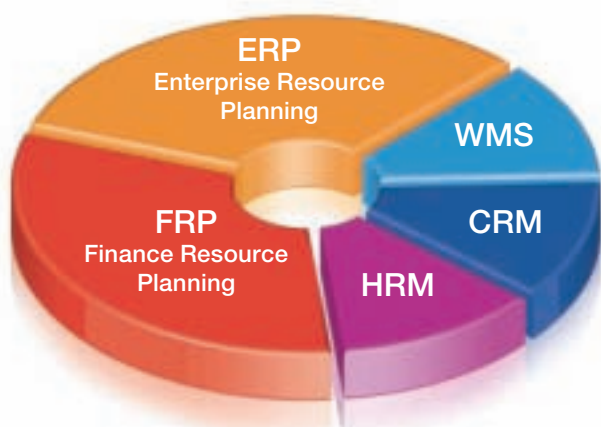 ERP
Enterprise Resource
Planning
WMS
FRP
Finance Resource
Planning
CRM
HRM